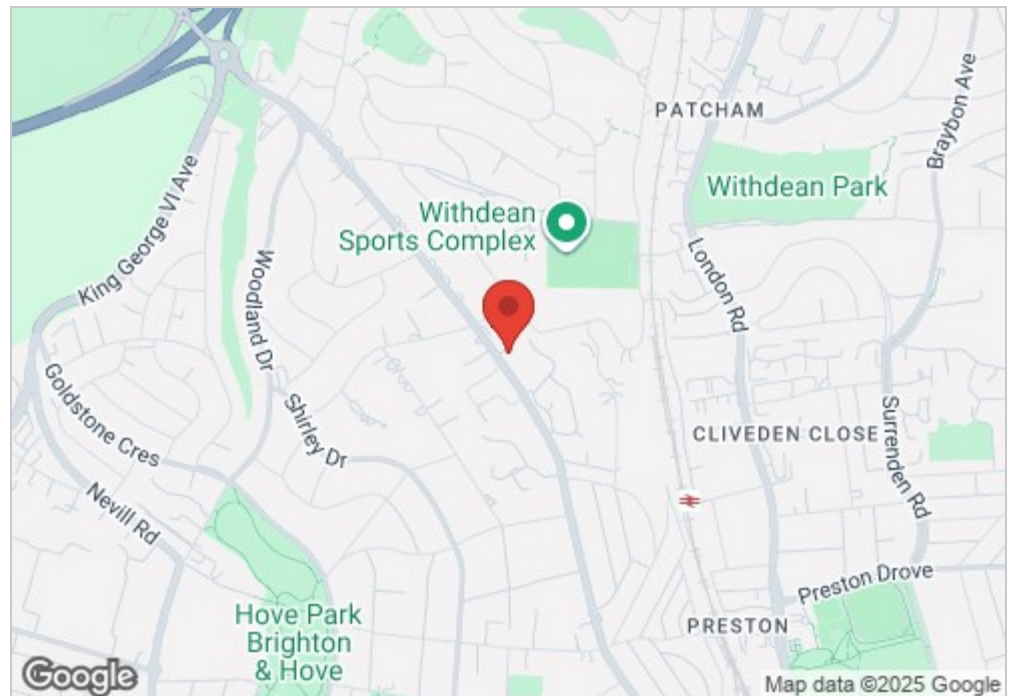 PATCHAM
Braybon Ave
Withdean Park
Withdean
Sports Complex
King George VI Ave
Woodland Dr
London Rd
Goldstone Cres
Shirley Dr
CLIVEDEN CLOSE
Surrenden Rd
Nevill Rd
Preston Drove
Hove Park
Brighton
& Hove
PRESTON
Google
Map data ©2025 Google